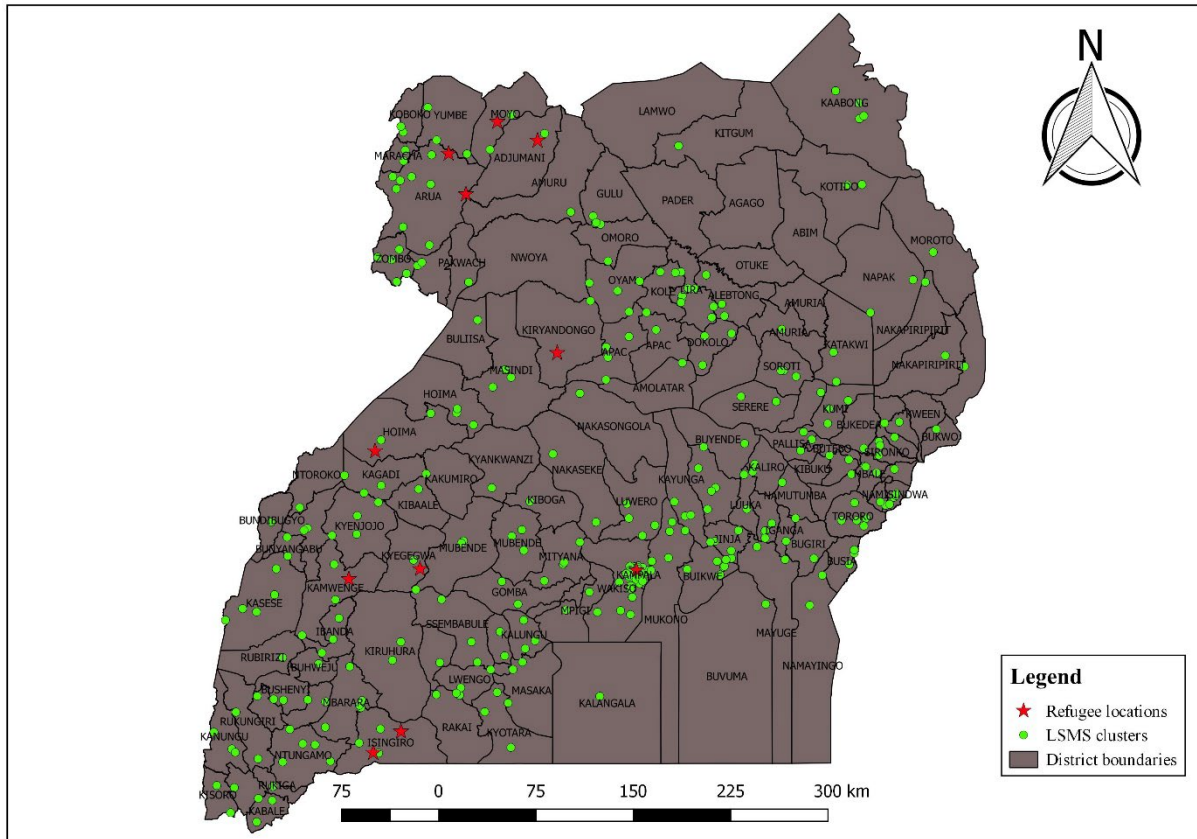 N
LAMWO
KAABONG
KOBOKO
YUMBE
MOYO
KITGUM
MARACHA
ADJUMANI
AMURU
ARUA
GULU
PADER
AGAGO
KOTIDO
ABIM
OMORO
MOROTO
ZOMBO
PAKWACH
NWOYA
OTUKE
NAPAK
OYAM
KOLE
LIRA
ALEBTONG
AMURIA
BULIISA
KIRYANDONGO
AMURIA
NAKAPIRIPIRIT
APAC
APAC
DOKOLO
KATAKWI
NAKAPIRIPIRIT
MASINDI
SOROTI
AMOLATAR
HOIMA
SERERE
KUMI
BUKEDEA
KWEEN
NAKASONGOLA
BUKWO
HOIMA
BUYENDE
PALLISA
SIRONKO
KYANKWANZI
NAKASEKE
KALIRO
KIBUKU
MBALE
NTOROKO
KAGADI
KAKUMIRO
KAYUNGA
NAMUTUMBA
KIBAALE
KIBOGA
LUWERO
LUUKA
TORORO
BUNDIBUGYO
KYENJOJO
IGANGA
BUNYANGABU
MUBENDE
MUBENDE
MITYANA
JINJA
BUGIRI
BUSIA
KYEGEGWA
KAMPALA
BUIKWE
KAMWENGE
GOMBA
WAKISO
KASESE
MPIGI
MUKONO
MAYUGE
IBANDA
SSEMBABULE
KALUNGU
RUBIRIZI
BUHWEJU
KIRUHURA
NAMAYINGO
BUSHENYI
LWENGO
MASAKA
KALANGALA
BUVUMA
MBARARA
RUKUNGIRI
RAKAI
KYOTARA
KANUNGU
ISINGIRO
NTUNGAMO
KISORO
RUKIGA
KABALE
Legend
Refugee locations
LSMS clusters
District boundaries
75 0 75 150 225 300 km